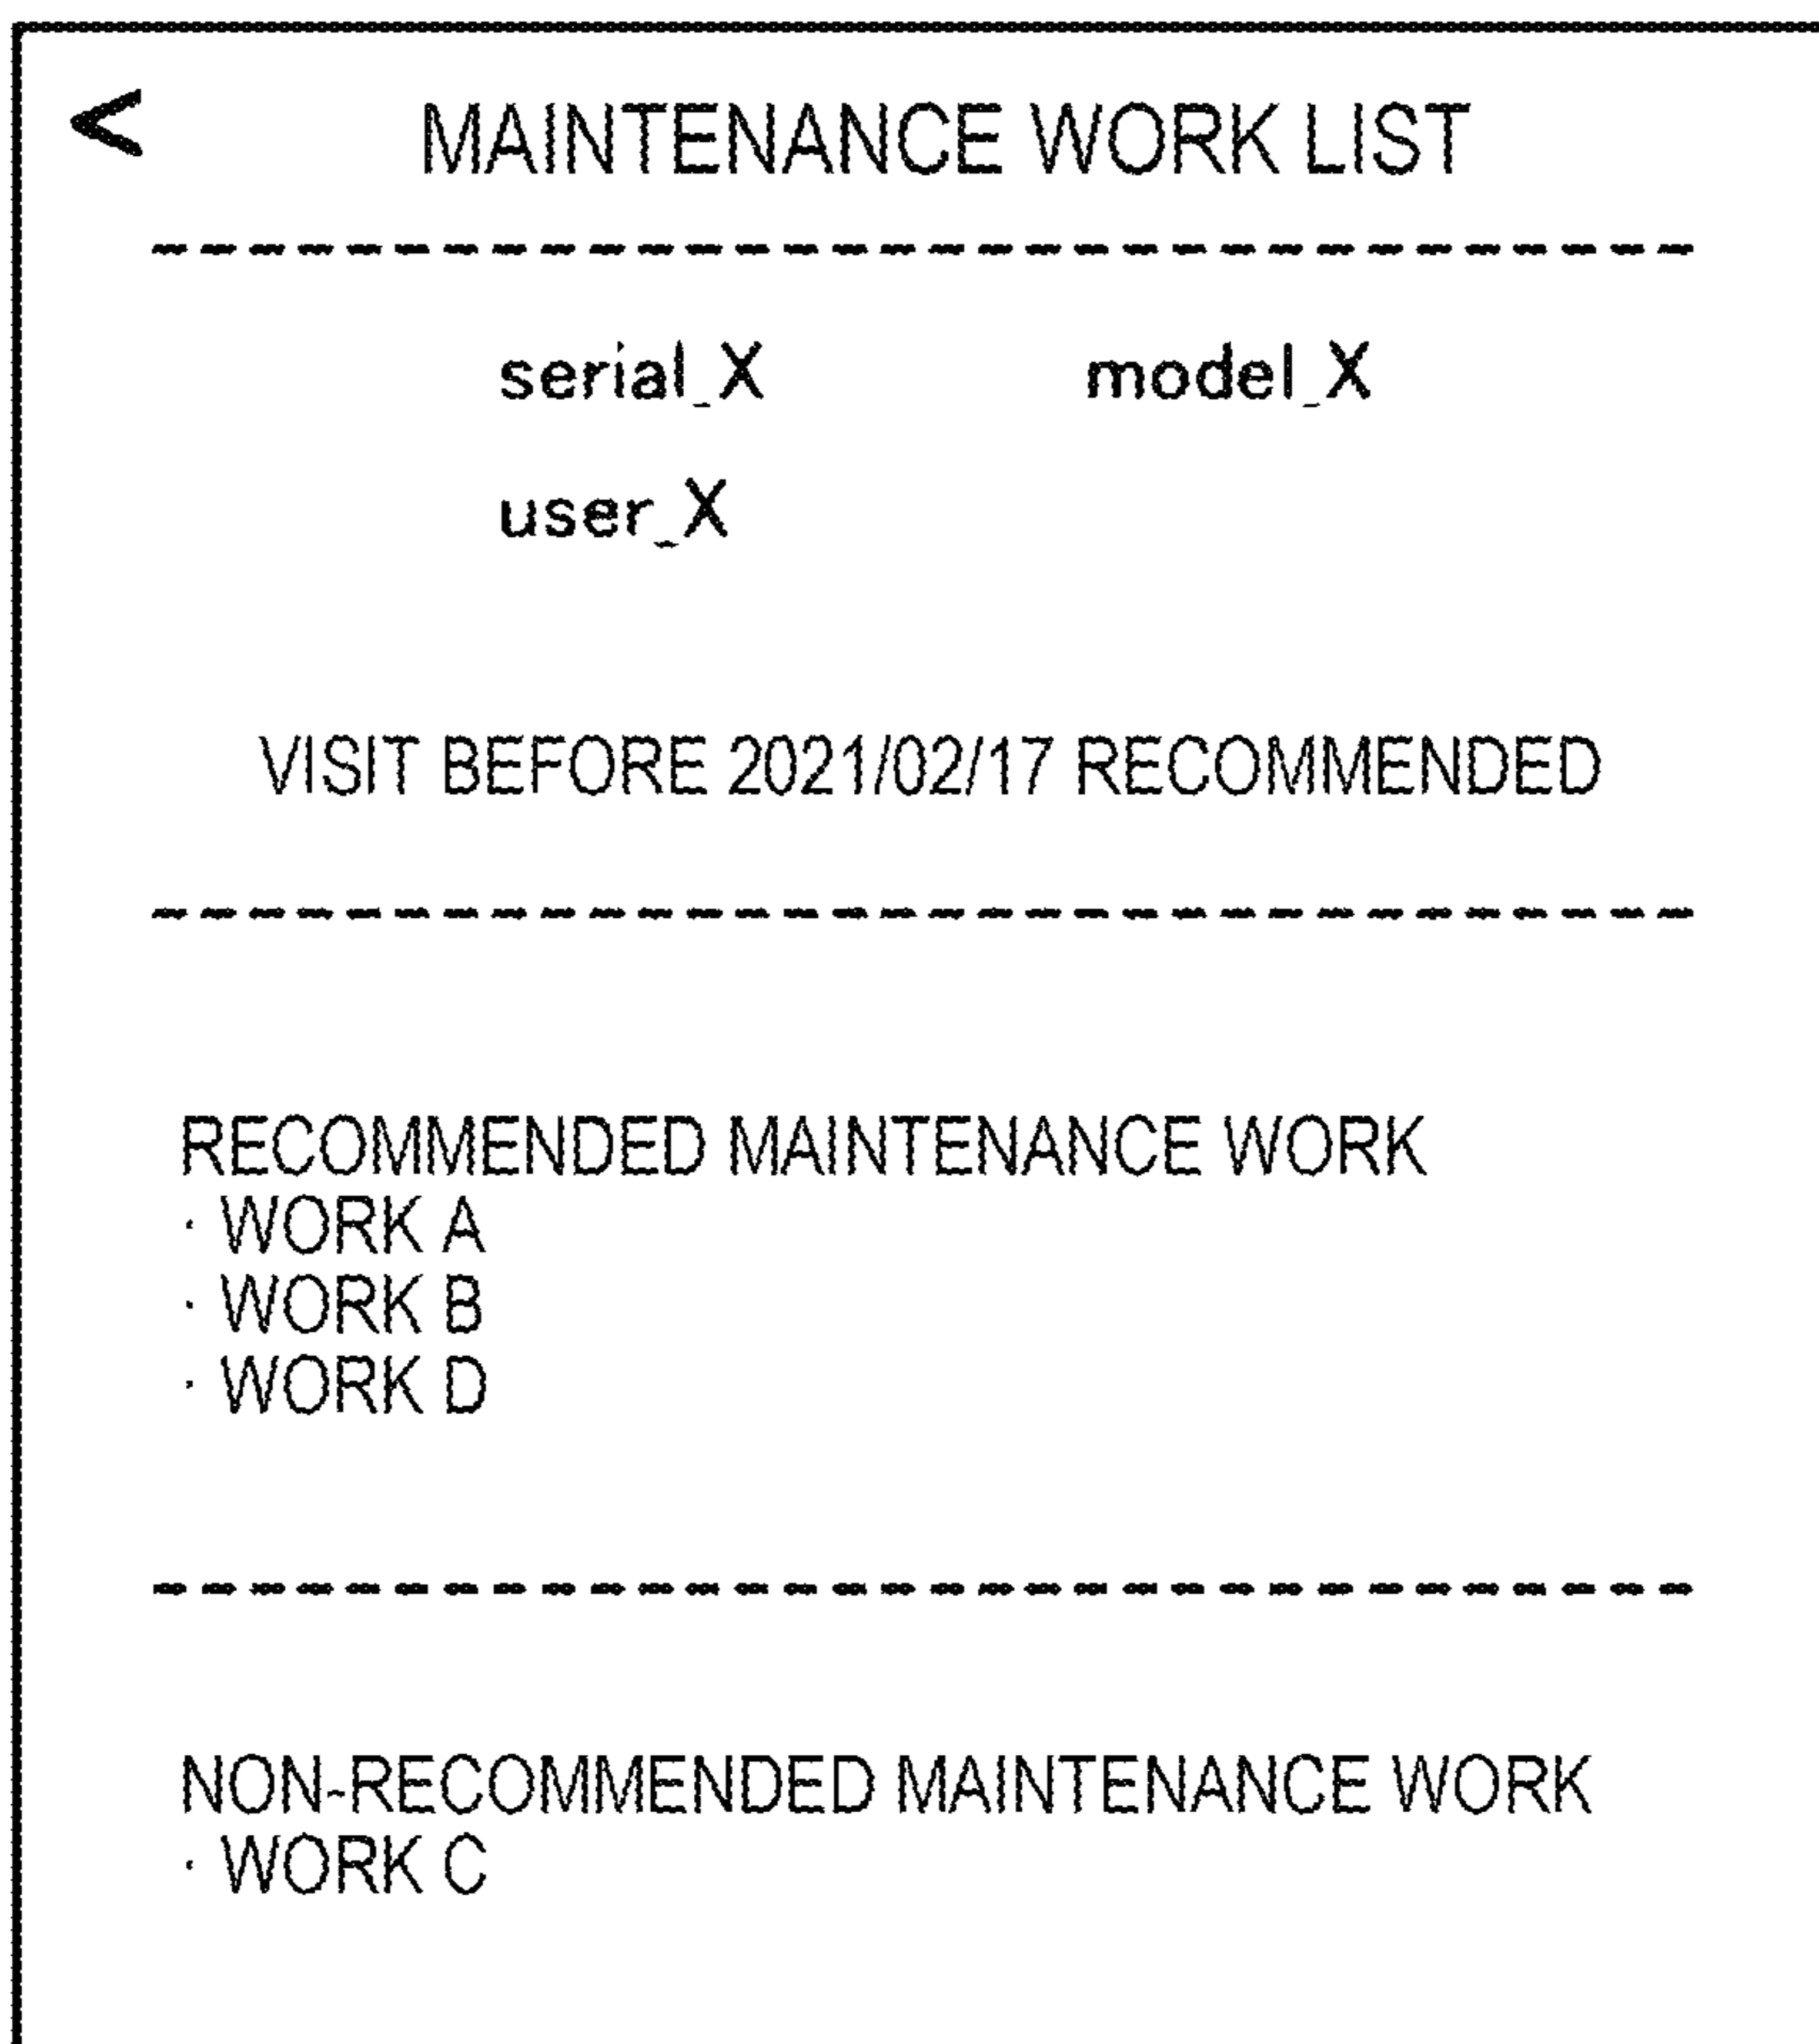 < MAINTENANCE WORK LIST
serial_X model_X
user_X
VISIT BEFORE 2021/02/17 RECOMMENDED
RECOMMENDED MAINTENANCE WORK
· WORK A
· WORK B
· WORK D
NON-RECOMMENDED MAINTENANCE WORK
· WORK C